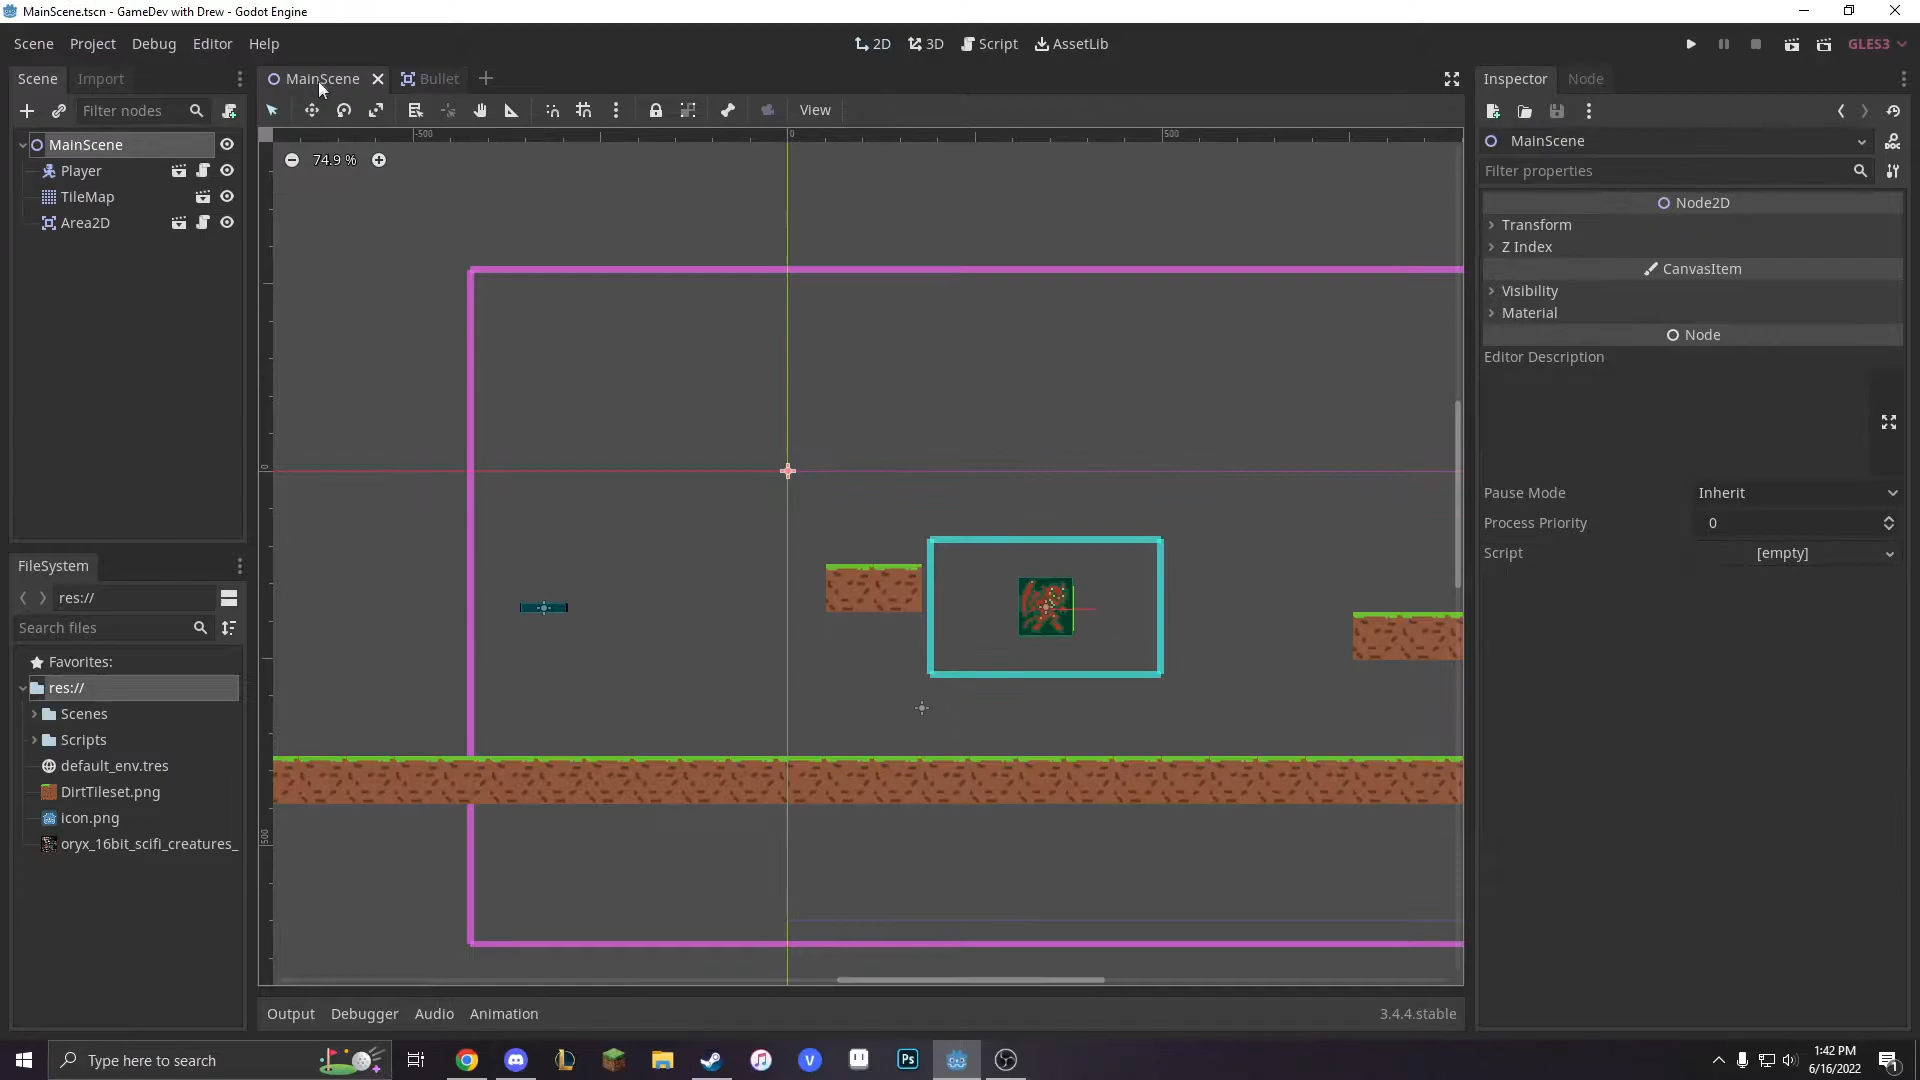 MainScene.tscn - GameDev with Drew - Godot Engine
Scene Project Debug Editor Help
2D 3D Script AssetLib
GLES3
Scene Import
MainScene Bullet
Inspector Node
Filter nodes
View
MainScene
Player
TileMap
Area2D
-500 0 500
74.9 %
0
500
MainScene
Filter properties
Node2D
Transform
Z Index
CanvasItem
Visibility
Material
Node
Editor Description
Pause Mode Inherit
Process Priority 0
Script [empty]
FileSystem
res://
Search files
Favorites:
res://
Scenes
Scripts
default_env.tres
DirtTileset.png
icon.png
oryx_16bit_scifi_creatures_
Output Debugger Audio Animation
3.4.4.stable
Type here to search
Ps
1:42 PM
6/16/2022
1